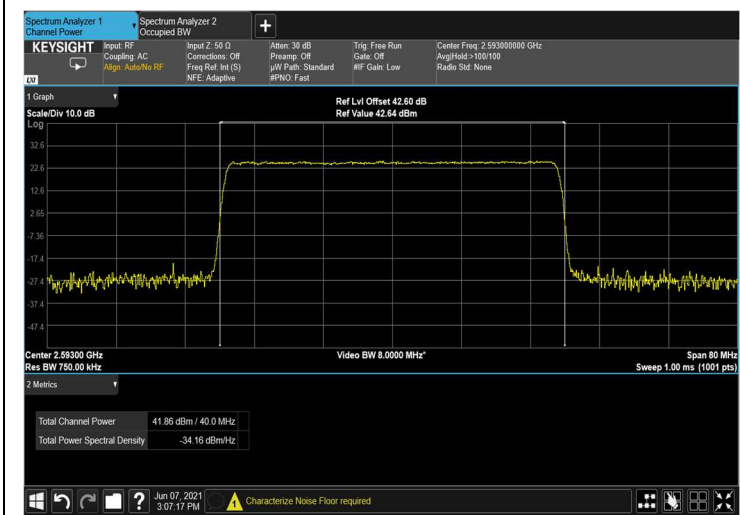 Spectrum Analyzer 1
Channel Power
Spectrum Analyzer 2
Occupied BW
+
KEYSIGHT
LXI
Input: RF
Coupling: AC
Align: Auto/No RF
Input Z: 50 Ω
Corrections: Off
Freq Ref: Int (S)
NFE: Adaptive
Atten: 30 dB
Preamp: Off
µW Path: Standard
#PNO: Fast
Trig: Free Run
Gate: Off
#IF Gain: Low
Center Freq: 2.593000000 GHz
Avg|Hold:>100/100
Radio Std: None
1 Graph
Scale/Div 10.0 dB
Ref Lvl Offset 42.60 dB
Ref Value 42.64 dBm
Log
32.6
22.6
12.6
2.65
-7.36
-17.4
-27.4
-37.4
-47.4
Center 2.59300 GHz
Res BW 750.00 kHz
Video BW 8.0000 MHz*
Span 80 MHz
Sweep 1.00 ms (1001 pts)
2 Metrics
Total Channel Power 41.86 dBm / 40.0 MHz
Total Power Spectral Density -34.16 dBm/Hz
?
Jun 07, 2021
3:07:17 PM
1
Characterize Noise Floor required